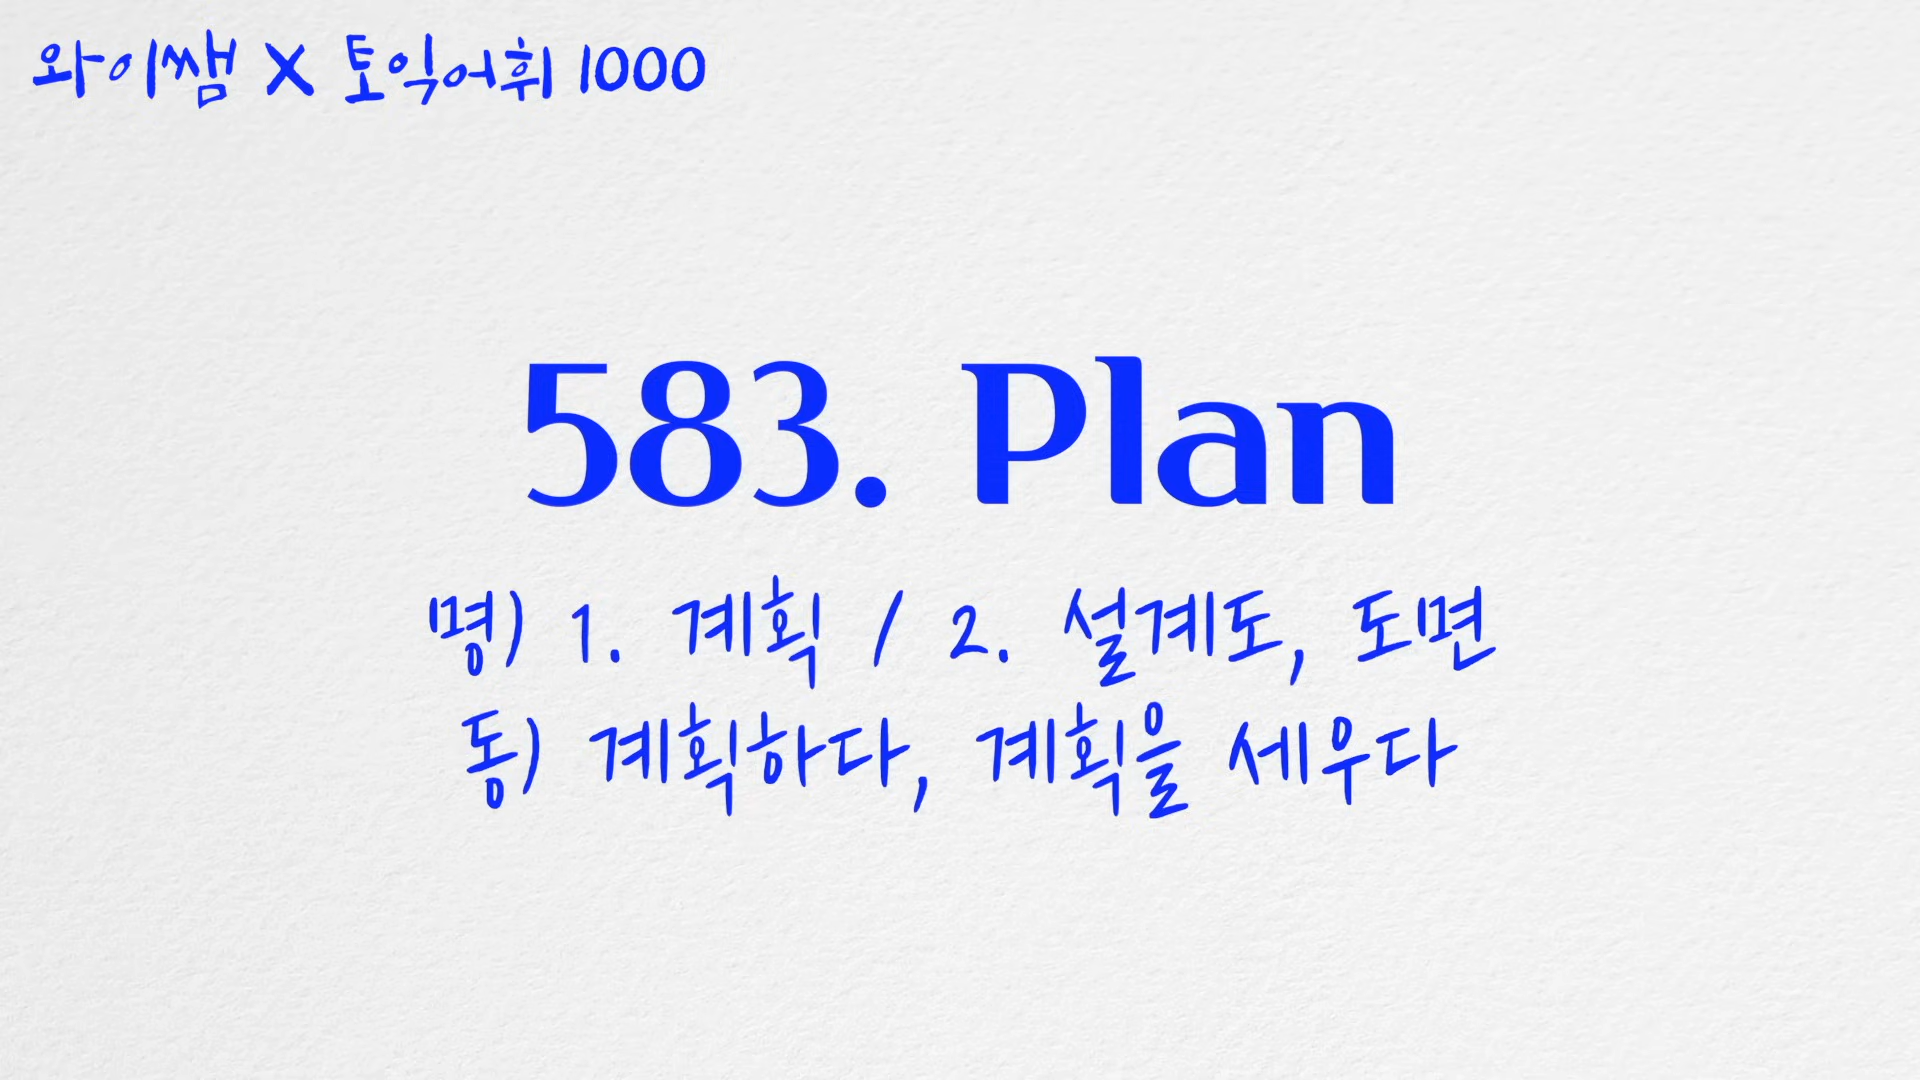 와이쌤 X 토익어휘 1000
583. Plan
명) 1. 계획 / 2. 설계도, 도면
동) 계획하다, 계획을 세우다